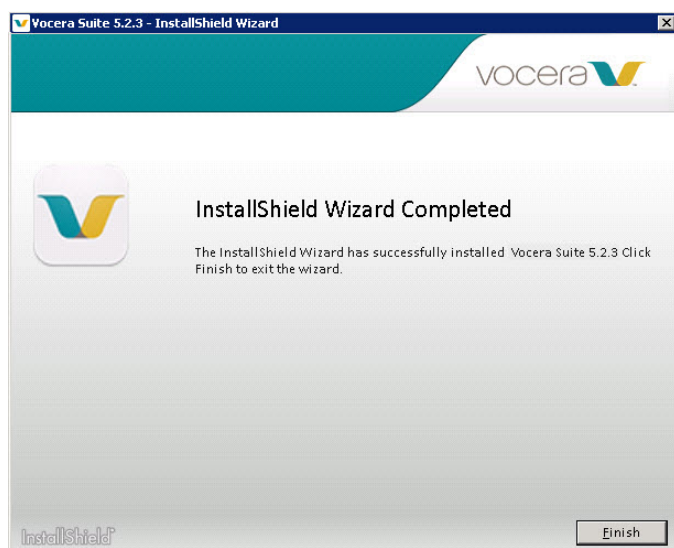 Vocera Suite 5.2.3 - InstallShield Wizard
vocera
InstallShield Wizard Completed
The InstallShield Wizard has successfully installed Vocera Suite 5.2.3 Click
Finish to exit the wizard.
InstallShield
Finish